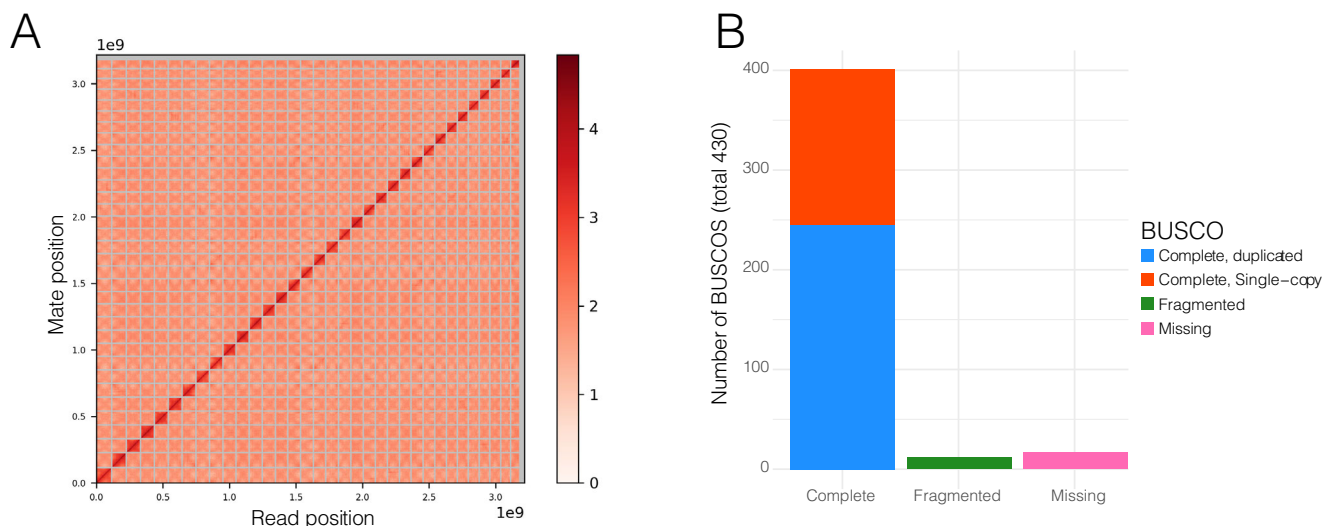 A
1e9
3.0
2.5
2.0
1.5
1.0
0.5
0.0
Mate position
0.0 0.5 1.0 1.5 2.0 2.5 3.0
1e9
Read position
4
3
2
1
0
B
Number of BUSCOS (total 430)
400
300
200
100
0
Complete Fragmented Missing
BUSCO
Complete, duplicated
Complete, Single-copy
Fragmented
Missing